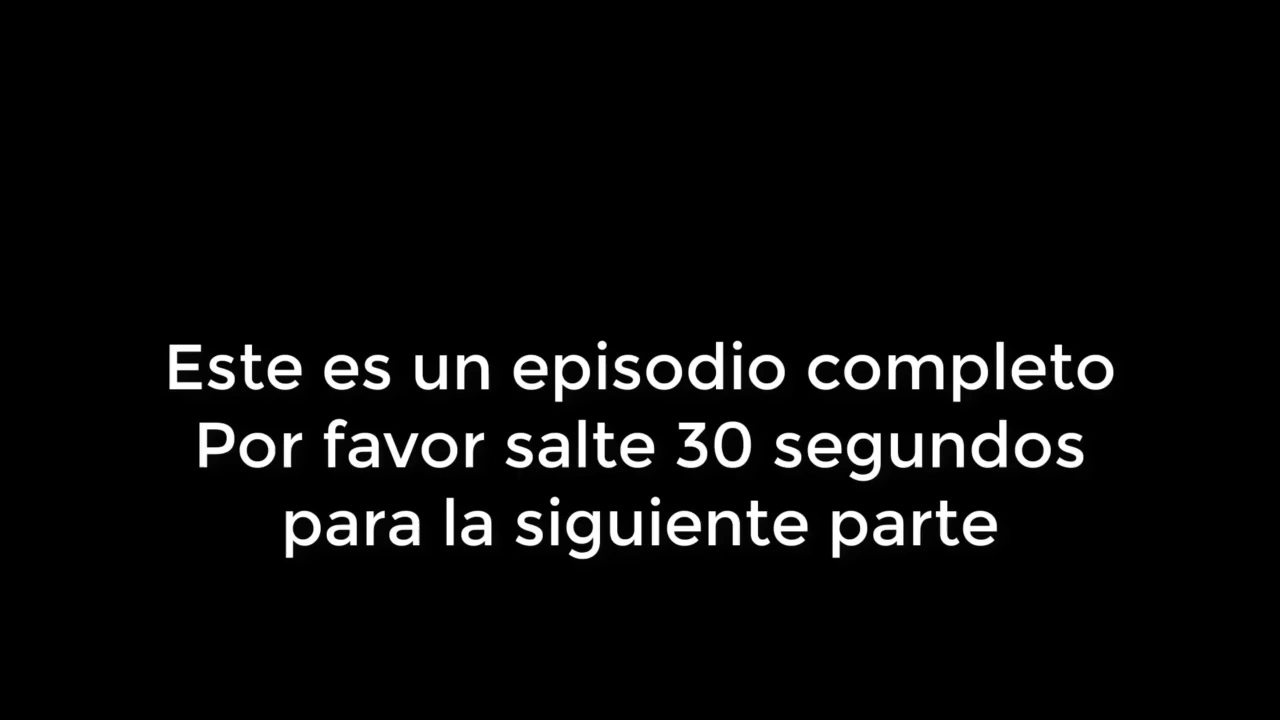 Este es un episodio completo
Por favor salte 30 segundos
para la siguiente parte